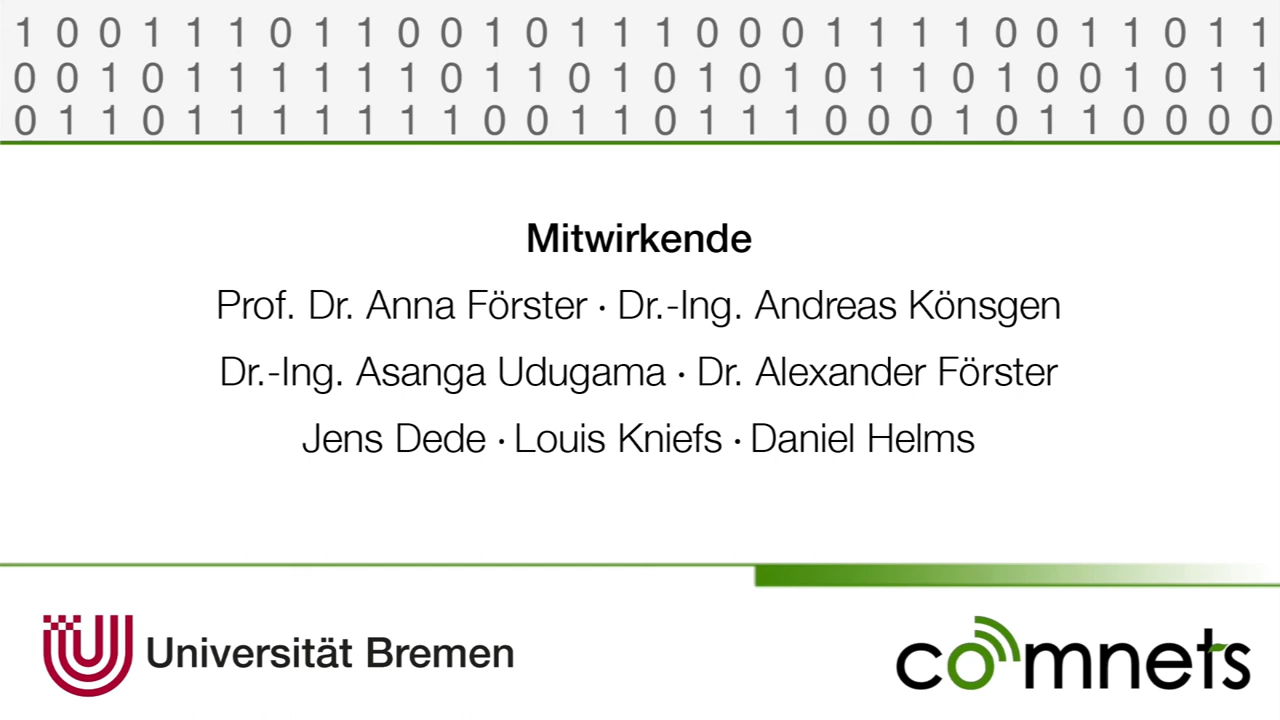 1 0 0 1 1 1 0 1 1 0 0 1 0 1 1 1 0 0 0 1 1 1 1 0 0 1 1 0 1 1
0 0 1 0 1 1 1 1 1 1 0 1 1 0 1 0 1 0 1 0 1 1 0 1 0 0 1 0 1 1
0 1 1 0 1 1 1 1 1 1 1 0 0 1 1 0 1 1 1 0 0 0 1 0 1 1 0 0 0 0
Mitwirkende
Prof. Dr. Anna Förster · Dr.-Ing. Andreas Könsgen
Dr.-Ing. Asanga Udugama · Dr. Alexander Förster
Jens Dede · Louis Kniefs · Daniel Helms
Universität Bremen
comnets